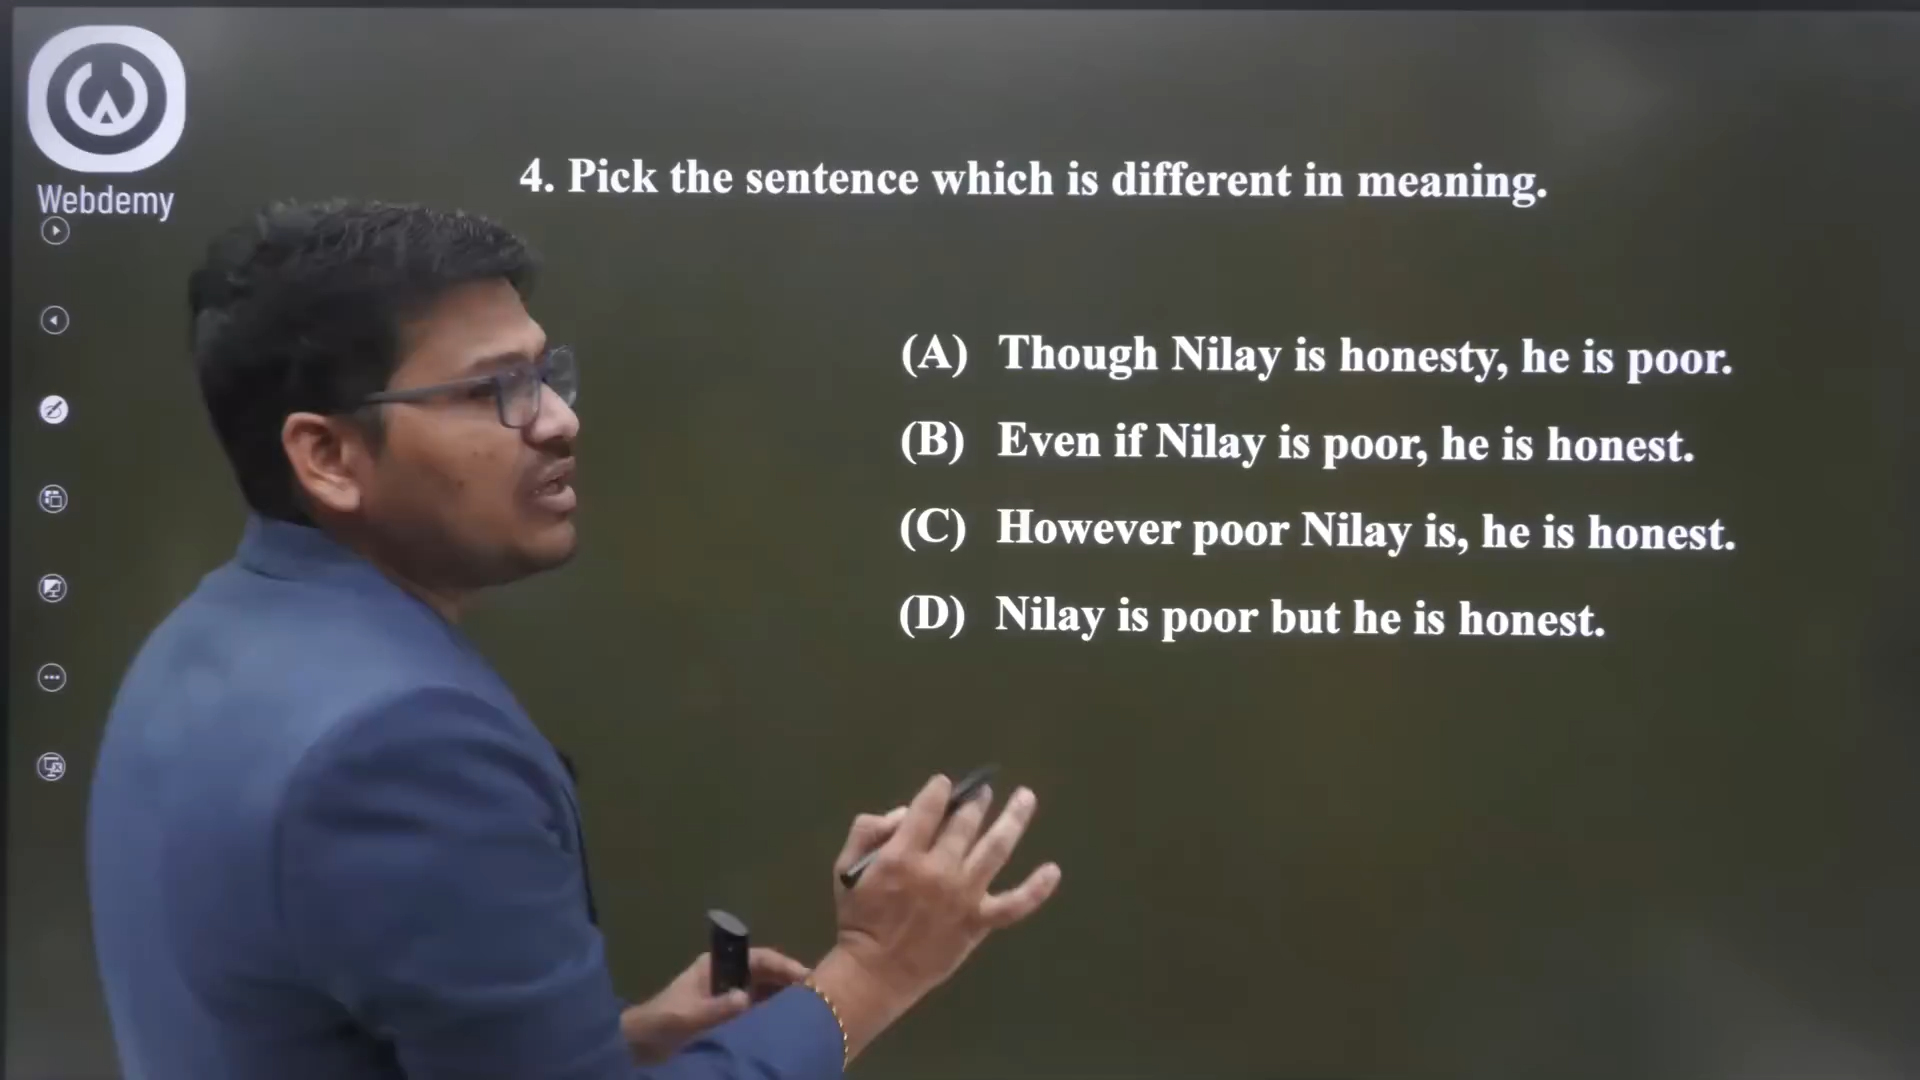 Webdemy
4. Pick the sentence which is different in meaning.
(A) Though Nilay is honesty, he is poor.
(B) Even if Nilay is poor, he is honest.
(C) However poor Nilay is, he is honest.
(D) Nilay is poor but he is honest.